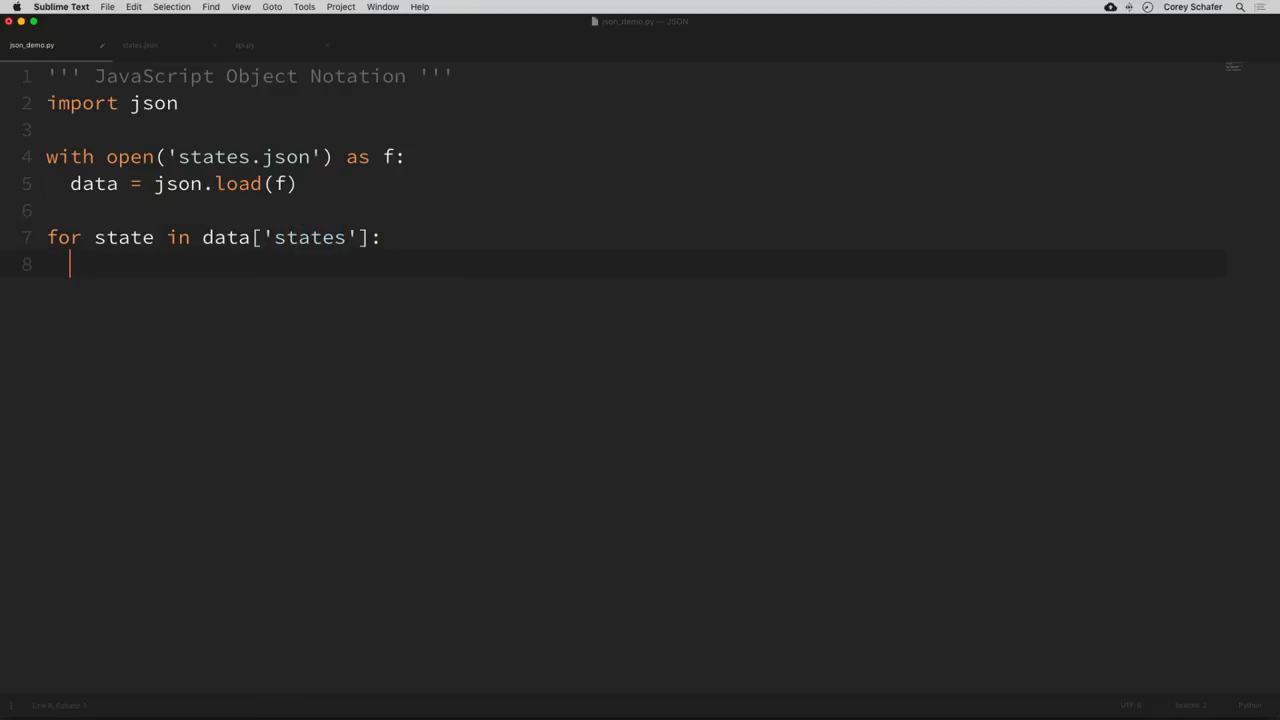 Sublime Text File Edit Selection Find View Goto Tools Project Window Help Corey Schafer
json_demo.py — JSON
json_demo.py states.json api.py
1 ''' JavaScript Object Notation '''
2 import json
3
4 with open('states.json') as f:
5 data = json.load(f)
6
7 for state in data['states']:
8
Line 8, Column 3 UTF-8 Spaces: 2 Python